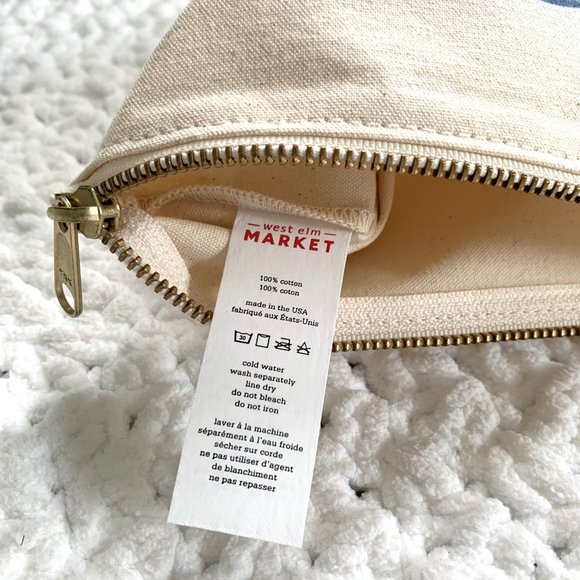 west elm
MARKET
100% cotton
100% coton
made in the USA
fabriqué aux États-Unis
30
cold water
wash separately
line dry
do not bleach
do not iron
laver à la machine
séparément à l'eau froide
sécher sur corde
ne pas utiliser d'agent
de blanchiment
ne pas repasser